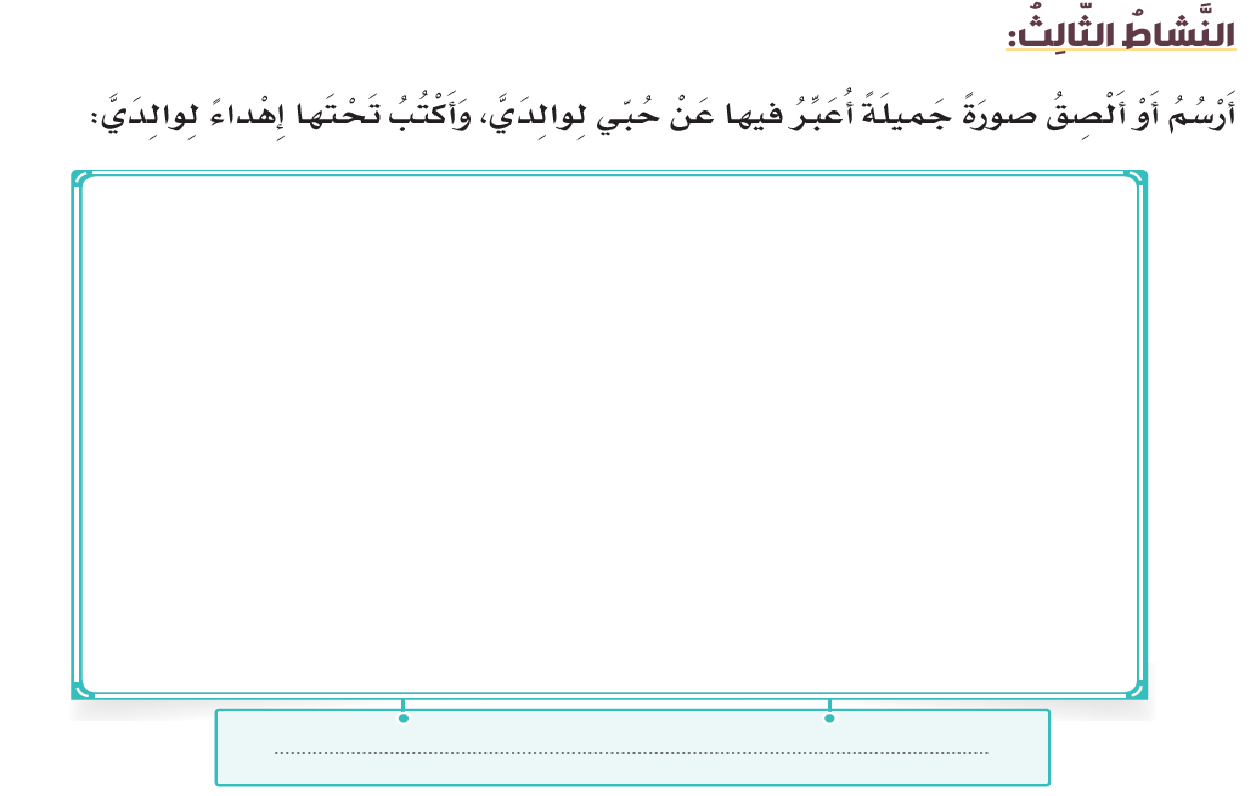 النَّشاطُ الثّالِثُ:
أَرْسُمُ أَوْ أَلْصِقُ صورَةً جَميلَةً أُعَبِّرُ فيها عَنْ حُبّي لِوالِدَيَّ، وَأَكْتُبُ تَحْتَها إِهْداءً لِوالِدَيَّ: